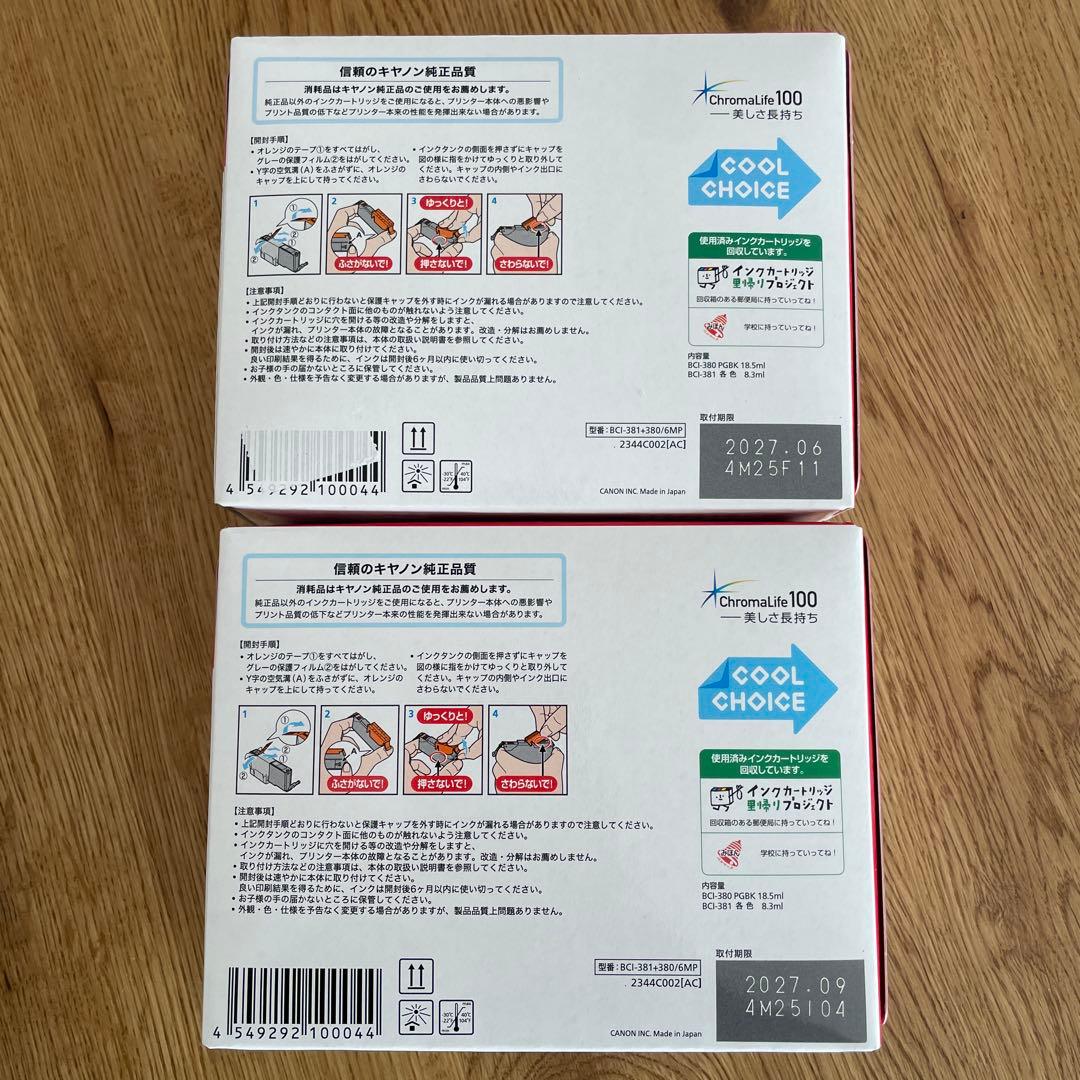 信頼のキヤノン純正品質
消耗品はキヤノン純正品のご使用をお薦めします。
純正品以外のインクカートリッジをご使用になると、プリンター本体への悪影響や
プリント品質の低下などプリンター本来の性能を発揮出来ない場合があります。
ChromaLife100
美しさ長持ち
【開封手順】
・オレンジのテープ①をすべてはがし、
グレーの保護フィルム②をはがしてください。
・Y字の空気溝(A)をふさがずに、オレンジの
キャップを上にして持ってください。
・インクタンクの側面を押さずにキャップを
図の様に指をかけてゆっくりと取り外して
ください。キャップの内側やインク出口に
さわらないでください。
COOL
CHOICE
1 ① ② ① ②
2 A ふさがないで!
3 ゆっくりと! 押さないで!
4 さわらないで!
使用済みインクカートリッジを
回収しています。
インクカートリッジ
里帰りプロジェクト
回収箱のある郵便局に持っていってね!
みほん
学校に持っていってね!
【注意事項】
・上記開封手順どおりに行わないと保護キャップを外す時にインクが漏れる場合がありますので注意してください。
・インクタンクのコンタクト面に他のものが触れないよう注意してください。
・インクカートリッジに穴を開ける等の改造や分解をしますと、
インクが漏れ、プリンター本体の故障となることがあります。改造・分解はお薦めしません。
・取り付け方法などの注意事項は、本体の取扱い説明書を参照してください。
・開封後は速やかに本体に取り付けてください。
良い印刷結果を得るために、インクは開封後6ヶ月以内に使い切ってください。
・お子様の手の届かないところに保管してください。
・外観・色・仕様を予告なく変更する場合がありますが、製品品質上問題ありません。
内容量
BCI-380 PGBK 18.5ml
BCI-381 各色 8.3ml
取付期限
型番:BCI-381+380/6MP
2344C002[AC]
2027.06
4M25F11
max
-30℃ 40℃
-22°F 104°F
4 549292 100044
CANON INC. Made in Japan
信頼のキヤノン純正品質
消耗品はキヤノン純正品のご使用をお薦めします。
純正品以外のインクカートリッジをご使用になると、プリンター本体への悪影響や
プリント品質の低下などプリンター本来の性能を発揮出来ない場合があります。
ChromaLife100
美しさ長持ち
【開封手順】
・オレンジのテープ①をすべてはがし、
グレーの保護フィルム②をはがしてください。
・Y字の空気溝(A)をふさがずに、オレンジの
キャップを上にして持ってください。
・インクタンクの側面を押さずにキャップを
図の様に指をかけてゆっくりと取り外して
ください。キャップの内側やインク出口に
さわらないでください。
COOL
CHOICE
1 ① ② ① ②
2 A ふさがないで!
3 ゆっくりと! 押さないで!
4 さわらないで!
使用済みインクカートリッジを
回収しています。
インクカートリッジ
里帰りプロジェクト
回収箱のある郵便局に持っていってね!
みほん
学校に持っていってね!
【注意事項】
・上記開封手順どおりに行わないと保護キャップを外す時にインクが漏れる場合がありますので注意してください。
・インクタンクのコンタクト面に他のものが触れないよう注意してください。
・インクカートリッジに穴を開ける等の改造や分解をしますと、
インクが漏れ、プリンター本体の故障となることがあります。改造・分解はお薦めしません。
・取り付け方法などの注意事項は、本体の取扱い説明書を参照してください。
・開封後は速やかに本体に取り付けてください。
良い印刷結果を得るために、インクは開封後6ヶ月以内に使い切ってください。
・お子様の手の届かないところに保管してください。
・外観・色・仕様を予告なく変更する場合がありますが、製品品質上問題ありません。
内容量
BCI-380 PGBK 18.5ml
BCI-381 各色 8.3ml
取付期限
型番:BCI-381+380/6MP
2344C002[AC]
2027.09
4M25I04
max
-30℃ 40℃
-22°F 104°F
4 549292 100044
CANON INC. Made in Japan